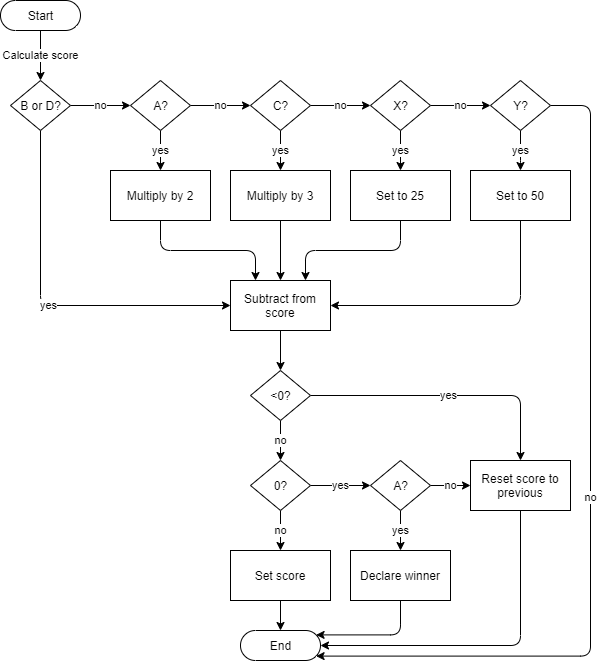 Start
Calculate score
B or D?
no
A?
no
C?
no
X?
no
Y?
yes
yes
yes
yes
Multiply by 2
Multiply by 3
Set to 25
Set to 50
yes
Subtract from
score
<0?
yes
no
0?
yes
A?
no
Reset score to
previous
no
no
yes
Set score
Declare winner
End